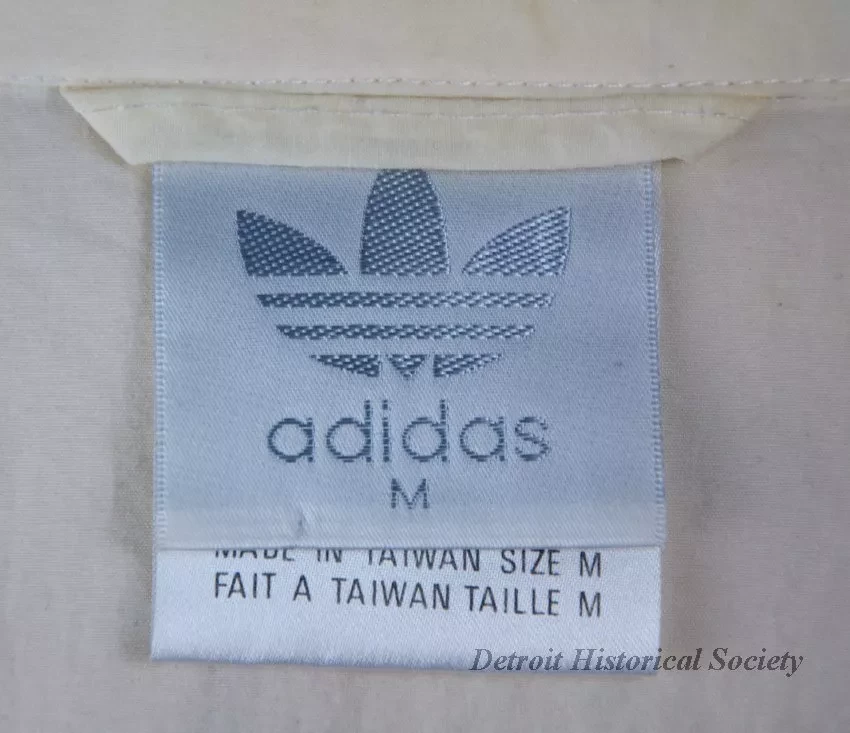 adidas
M
MADE IN TAIWAN SIZE M
FAIT A TAIWAN TAILLE M
Detroit Historical Society